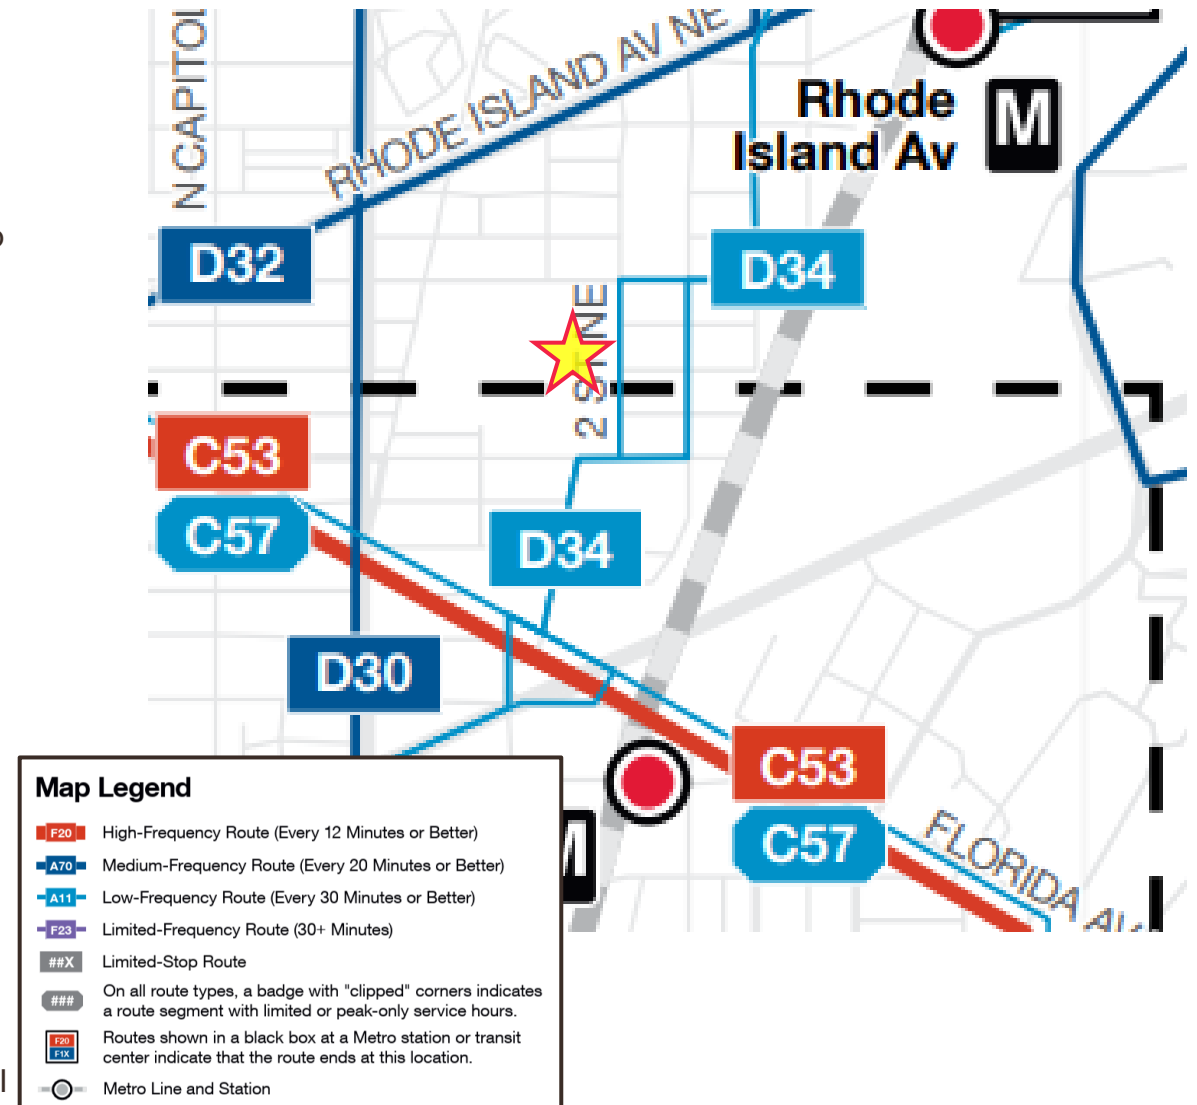 N CAPITOL
RHODE ISLAND AV NE
Rhode
Island Av
M
D32
D34
2 ST NE
C53
C57
D34
D30
C53
C57
FLORIDA AV
M
Map Legend
F20 High-Frequency Route (Every 12 Minutes or Better)
A70 Medium-Frequency Route (Every 20 Minutes or Better)
A11 Low-Frequency Route (Every 30 Minutes or Better)
F23 Limited-Frequency Route (30+ Minutes)
##X Limited-Stop Route
### On all route types, a badge with "clipped" corners indicates
a route segment with limited or peak-only service hours.
F20 Routes shown in a black box at a Metro station or transit
F1X center indicate that the route ends at this location.
Metro Line and Station